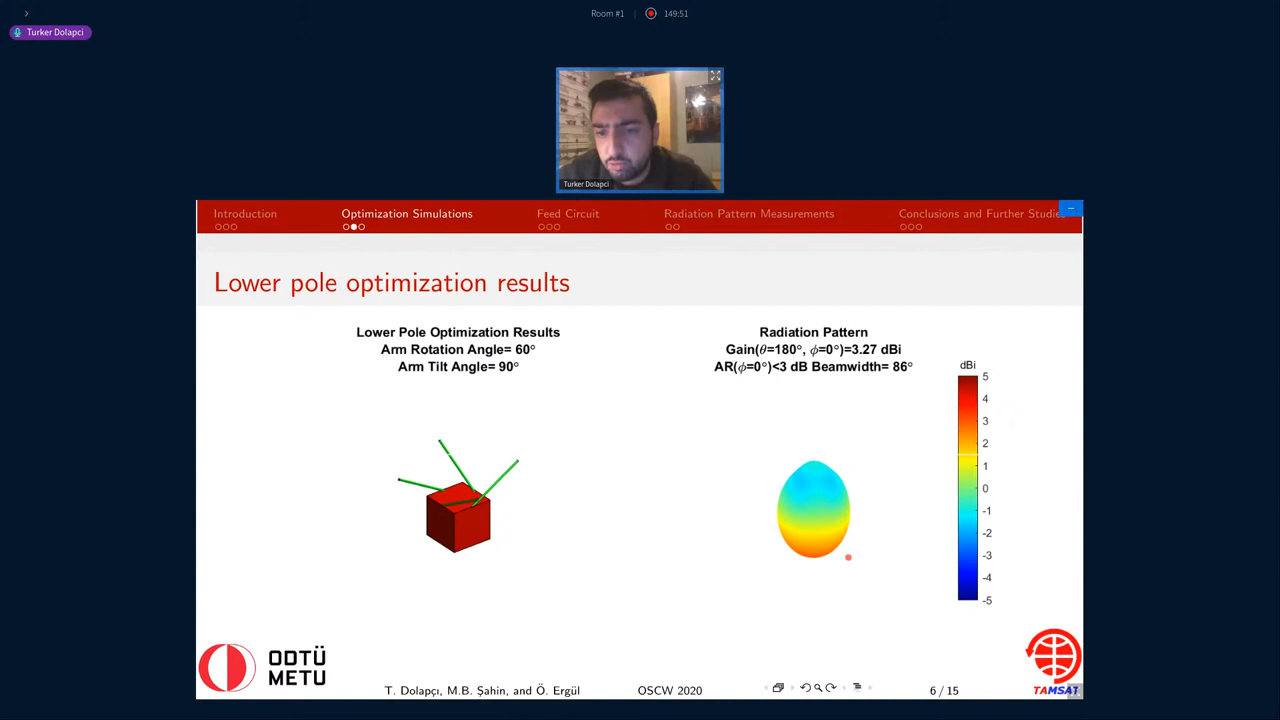 Room #1
149:51
Turker Dolapci
Turker Dolapci
Introduction
Optimization Simulations
Feed Circuit
Radiation Pattern Measurements
Conclusions and Further Studies
Lower pole optimization results
Lower Pole Optimization Results
Arm Rotation Angle= 60°
Arm Tilt Angle= 90°
Radiation Pattern
Gain(θ=180°, ϕ=0°)=3.27 dBi
AR(ϕ=0°)<3 dB Beamwidth= 86°
dBi
5
4
3
2
1
0
-1
-2
-3
-4
-5
ODTÜ
METU
TAMSAT
T. Dolapçı, M.B. Şahin, and Ö. Ergül
OSCW 2020
6 / 15